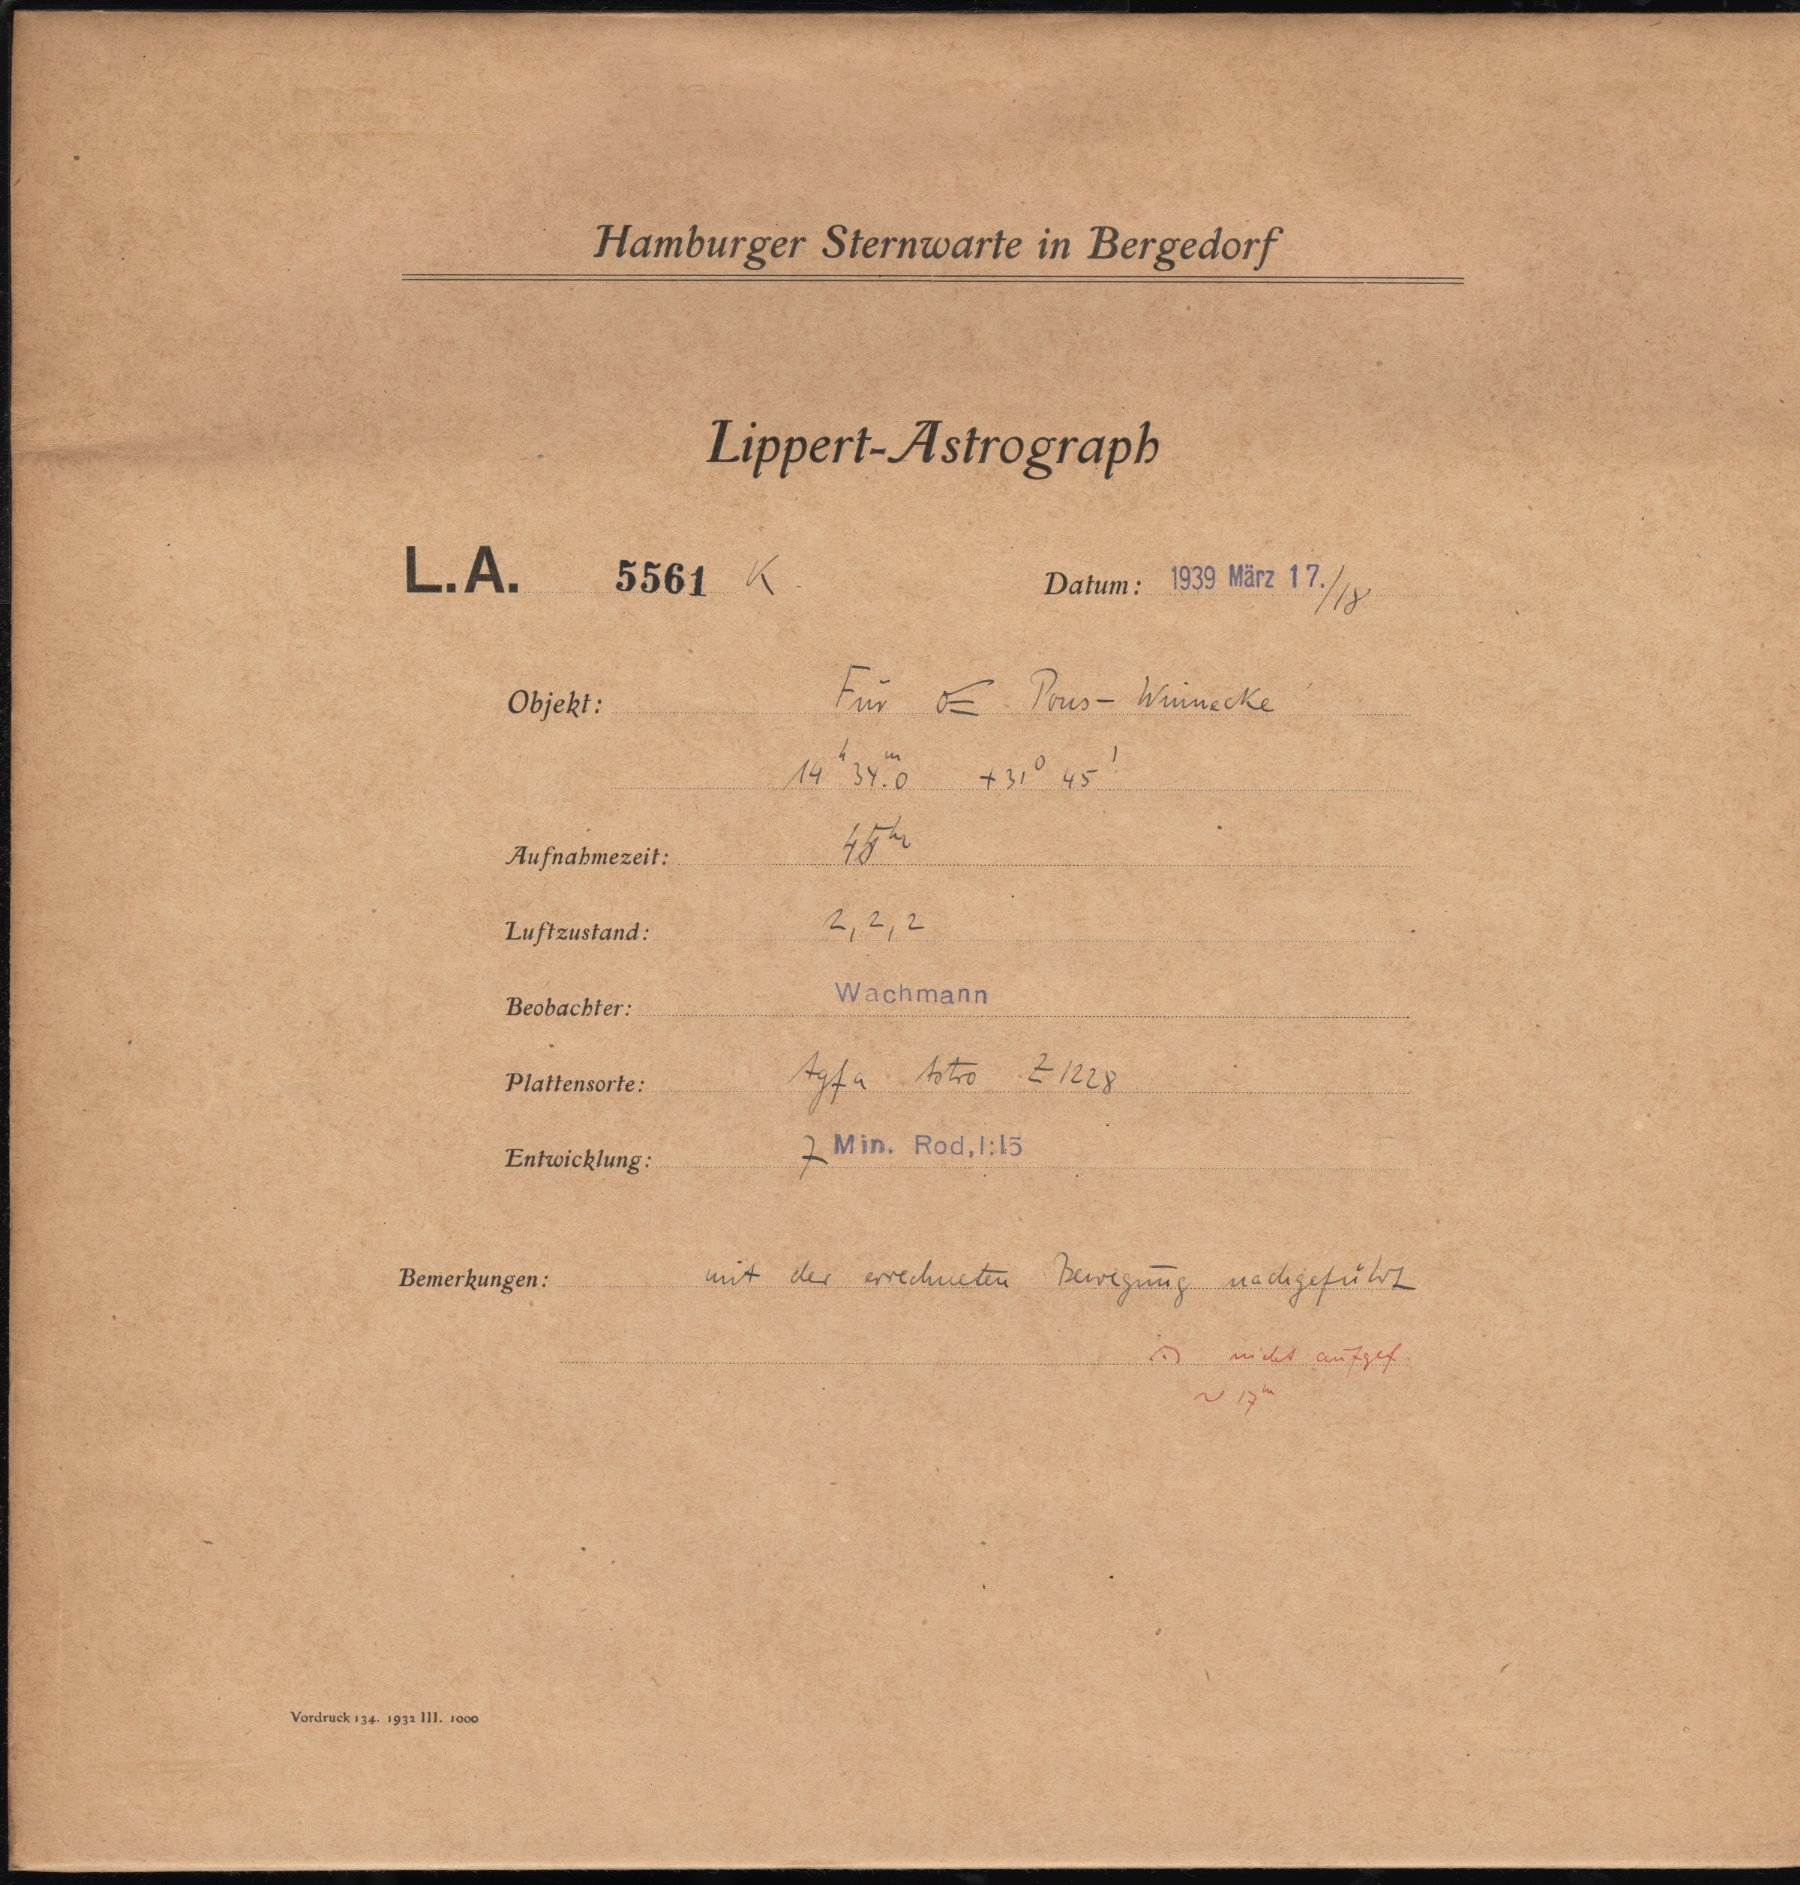 Hamburger Sternwarte in Bergedorf
Lippert-Astrograph
L.A. 5561 K Datum: 1939 März 17./18
Objekt: Für ☄ Pons-Winnecke
14ʰ 34ᵐ.0 +31° 45'
Aufnahmezeit:
Luftzustand: 2, 2, 2
Beobachter: Wachmann
Plattensorte: Agfa Astro Z 1228
Entwicklung: 7 Min. Rod, 1:15
Bemerkungen: mit der errechneten Bewegung nachgeführt
nicht aufgef.
~ 17ᵐ
Vordruck 134. 1932 III. 1000